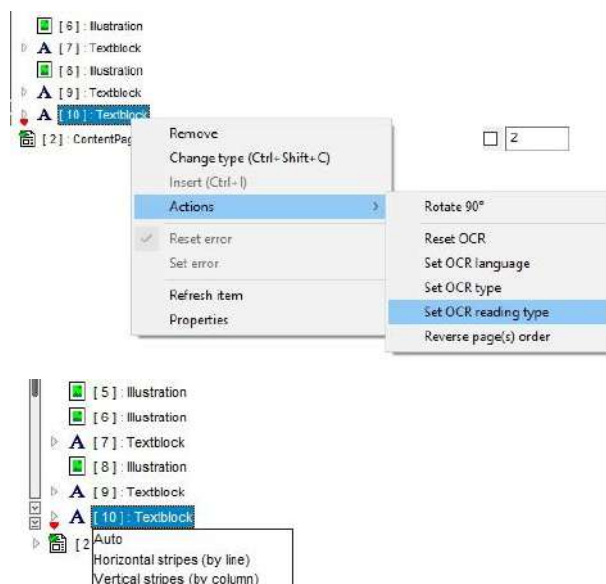 [ 6 ] : Illustration
A [ 7 ] : Textblock
[ 8 ] : Illustration
A [ 9 ] : Textblock
A [ 10 ] : Textblock
[ 2 ] : ContentPag
2
Remove
Change type (Ctrl+Shift+C)
Insert (Ctrl+I)
Actions
Reset error
Set error
Refresh item
Properties
Rotate 90°
Reset OCR
Set OCR language
Set OCR type
Set OCR reading type
Reverse page(s) order
[ 5 ] : Illustration
[ 6 ] : Illustration
A [ 7 ] : Textblock
[ 8 ] : Illustration
A [ 9 ] : Textblock
A [ 10 ] : Textblock
[ 2
Auto
Horizontal stripes (by line)
Vertical stripes (by column)